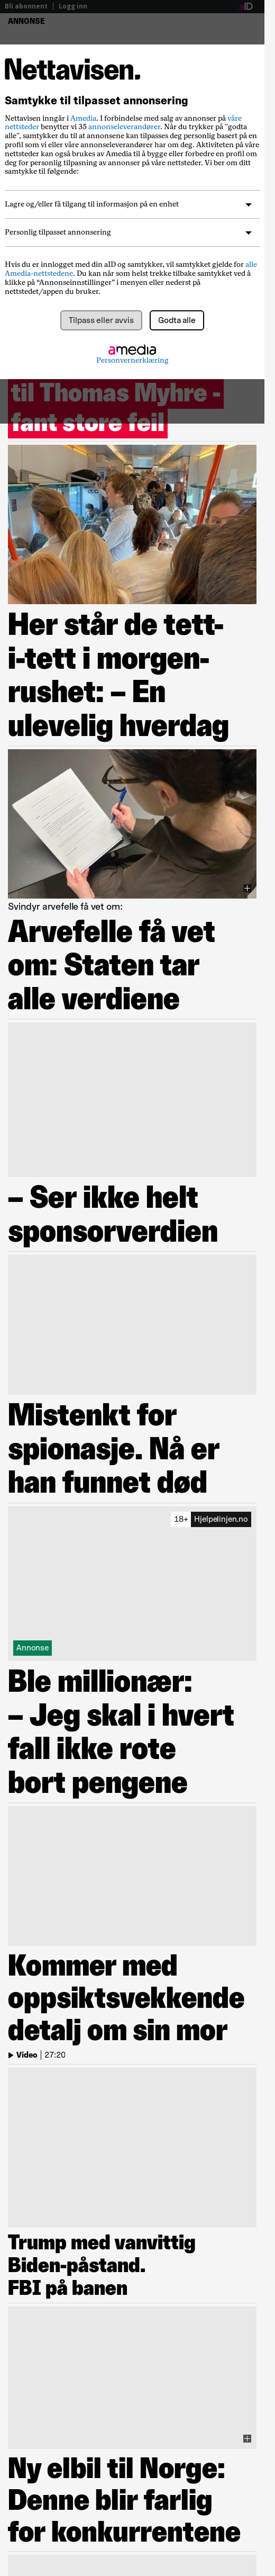 Bli abonnent | Logg inn
aID
ANNONSE
Nettavisen.
Samtykke til tilpasset annonsering
Nettavisen inngår i Amedia. I forbindelse med salg av annonser på våre
nettsteder benytter vi 35 annonseleverandører. Når du trykker på "godta
alle", samtykker du til at annonsene kan tilpasses deg personlig basert på en
profil som vi eller våre annonseleverandører har om deg. Aktiviteten på våre
nettsteder kan også brukes av Amedia til å bygge eller forbedre en profil om
deg for personlig tilpasning av annonser på våre nettsteder. Vi ber om ditt
samtykke til følgende:
Lagre og/eller få tilgang til informasjon på en enhet
Personlig tilpasset annonsering
Hvis du er innlogget med din aID og samtykker, vil samtykket gjelde for alle
Amedia-nettstedene. Du kan når som helst trekke tilbake samtykket ved å
klikke på “Annonseinnstillinger” i menyen eller nederst på
nettstedet/appen du bruker.
Tilpass eller avvis
Godta alle
amedia
Personvernerklæring
til Thomas Myhre -
fant store feil
Her står de tett-
i-tett i morgen-
rushet: – En
ulevelig hverdag
Svindyr arvefelle få vet om:
Arvefelle få vet
om: Staten tar
alle verdiene
– Ser ikke helt
sponsorverdien
Mistenkt for
spionasje. Nå er
han funnet død
18+ Hjelpelinjen.no
Annonse
Ble millionær:
– Jeg skal i hvert
fall ikke rote
bort pengene
Kommer med
oppsiktsvekkende
detalj om sin mor
Video | 27:20
Trump med vanvittig
Biden-påstand.
FBI på banen
Ny elbil til Norge:
Denne blir farlig
for konkurrentene